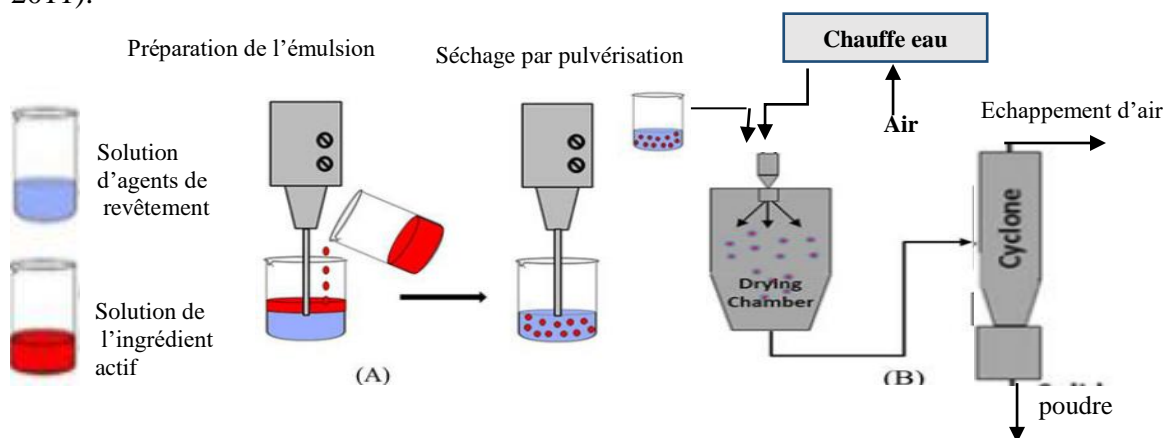 2011).
Préparation de l’émulsion
Séchage par pulvérisation
Chauffe eau
Air
Echappement d’air
Solution
d’agents de
revêtement
Solution de
l’ingrédient
actif
Drying
Chamber
Cyclone
(A)
(B)
poudre